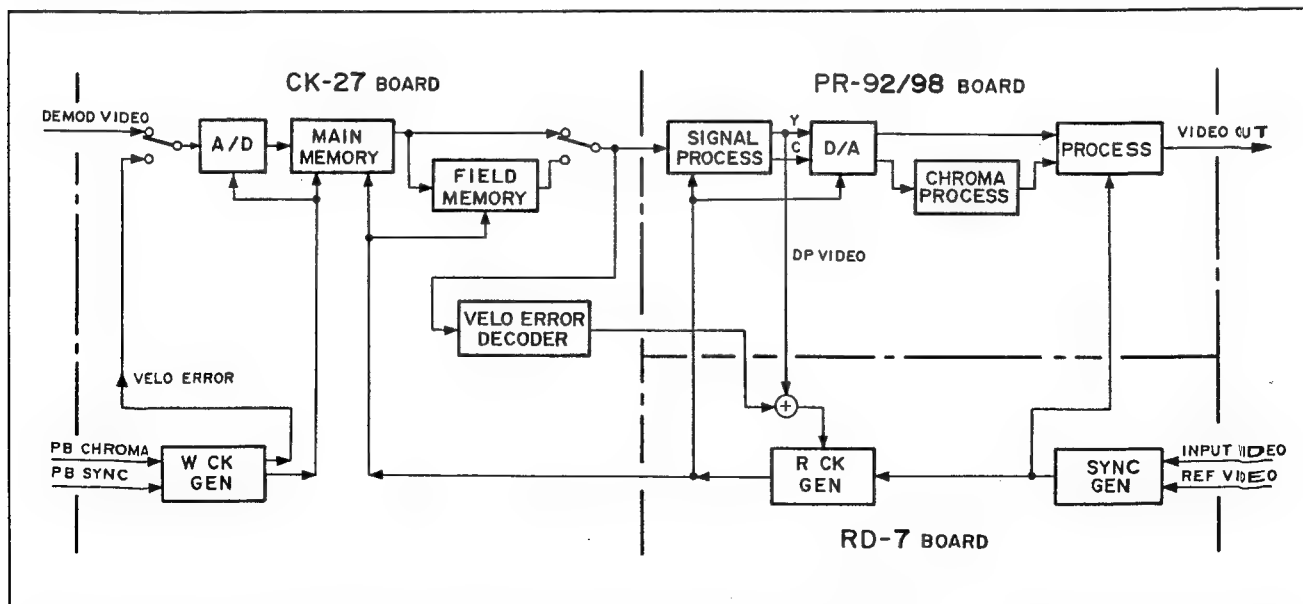 CK-27 BOARD
PR-92/98 BOARD
DEMOD VIDEO
A/D
MAIN
MEMORY
FIELD
MEMORY
SIGNAL
PROCESS
Y
C
D/A
CHROMA
PROCESS
PROCESS
VIDEO OUT
DP VIDEO
VELO ERROR
DECODER
VELO ERROR
PB CHROMA
PB SYNC
W CK
GEN
+
R CK
GEN
SYNC
GEN
INPUT VIDEO
REF VIDEO
RD-7 BOARD